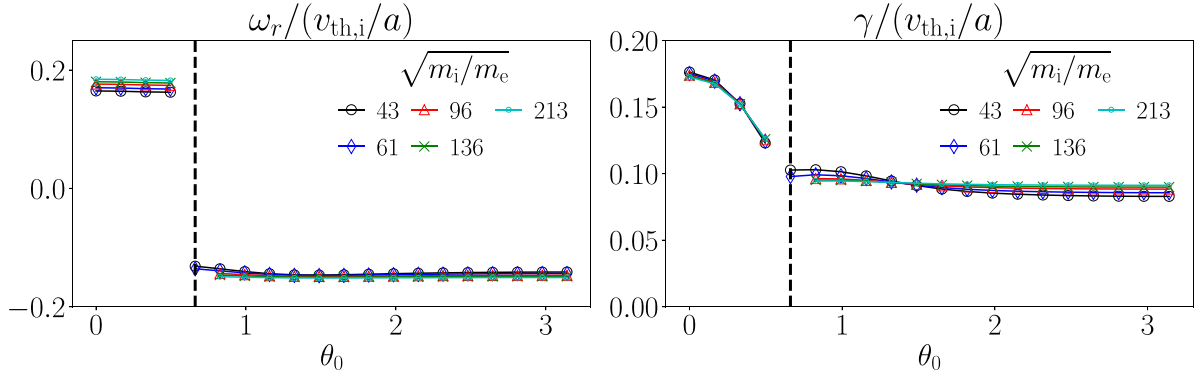 ω_r/(v_th,i/a)
0.2
0.0
−0.2
√m_i/m_e
43 96 213
61 136
0 1 2 3
θ_0
γ/(v_th,i/a)
0.20
0.15
0.10
0.05
0.00
√m_i/m_e
43 96 213
61 136
0 1 2 3
θ_0